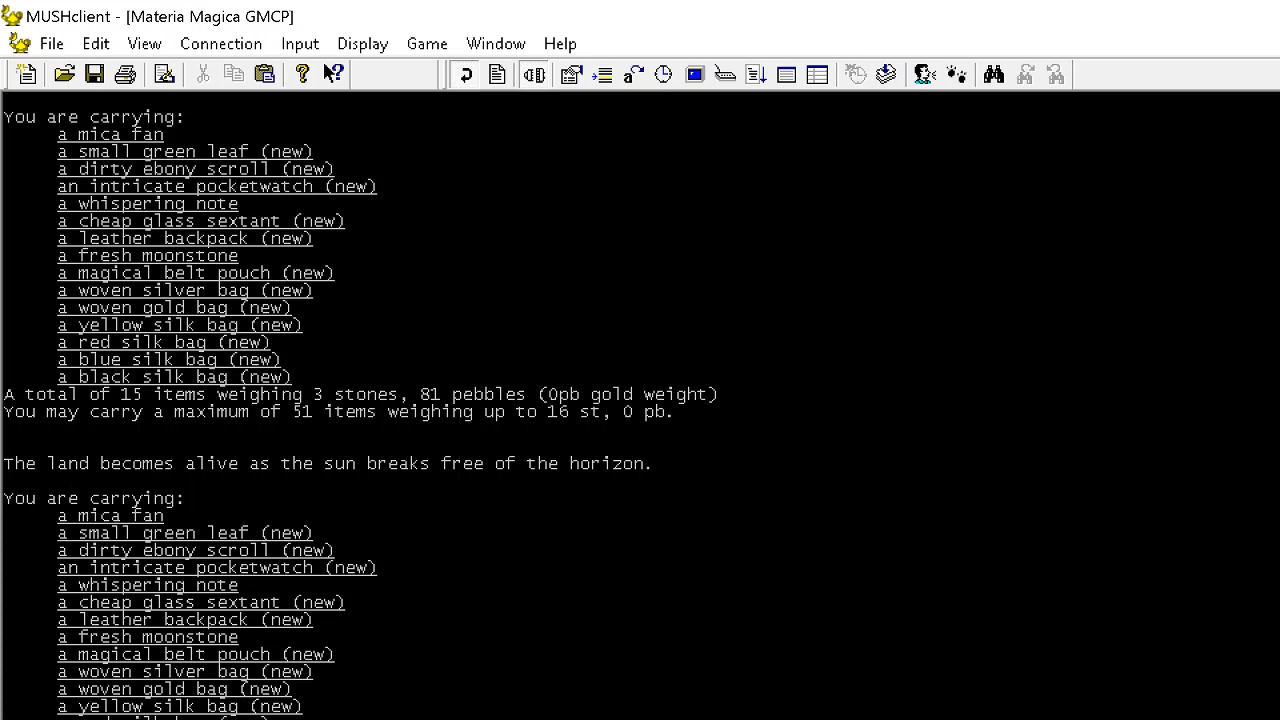 MUSHclient - [Materia Magica GMCP]
File Edit View Connection Input Display Game Window Help
You are carrying:
a mica fan
a small green leaf (new)
a dirty ebony scroll (new)
an intricate pocketwatch (new)
a whispering note
a cheap glass sextant (new)
a leather backpack (new)
a fresh moonstone
a magical belt pouch (new)
a woven silver bag (new)
a woven gold bag (new)
a yellow silk bag (new)
a red silk bag (new)
a blue silk bag (new)
a black silk bag (new)
A total of 15 items weighing 3 stones, 81 pebbles (0pb gold weight)
You may carry a maximum of 51 items weighing up to 16 st, 0 pb.
The land becomes alive as the sun breaks free of the horizon.
You are carrying:
a mica fan
a small green leaf (new)
a dirty ebony scroll (new)
an intricate pocketwatch (new)
a whispering note
a cheap glass sextant (new)
a leather backpack (new)
a fresh moonstone
a magical belt pouch (new)
a woven silver bag (new)
a woven gold bag (new)
a yellow silk bag (new)